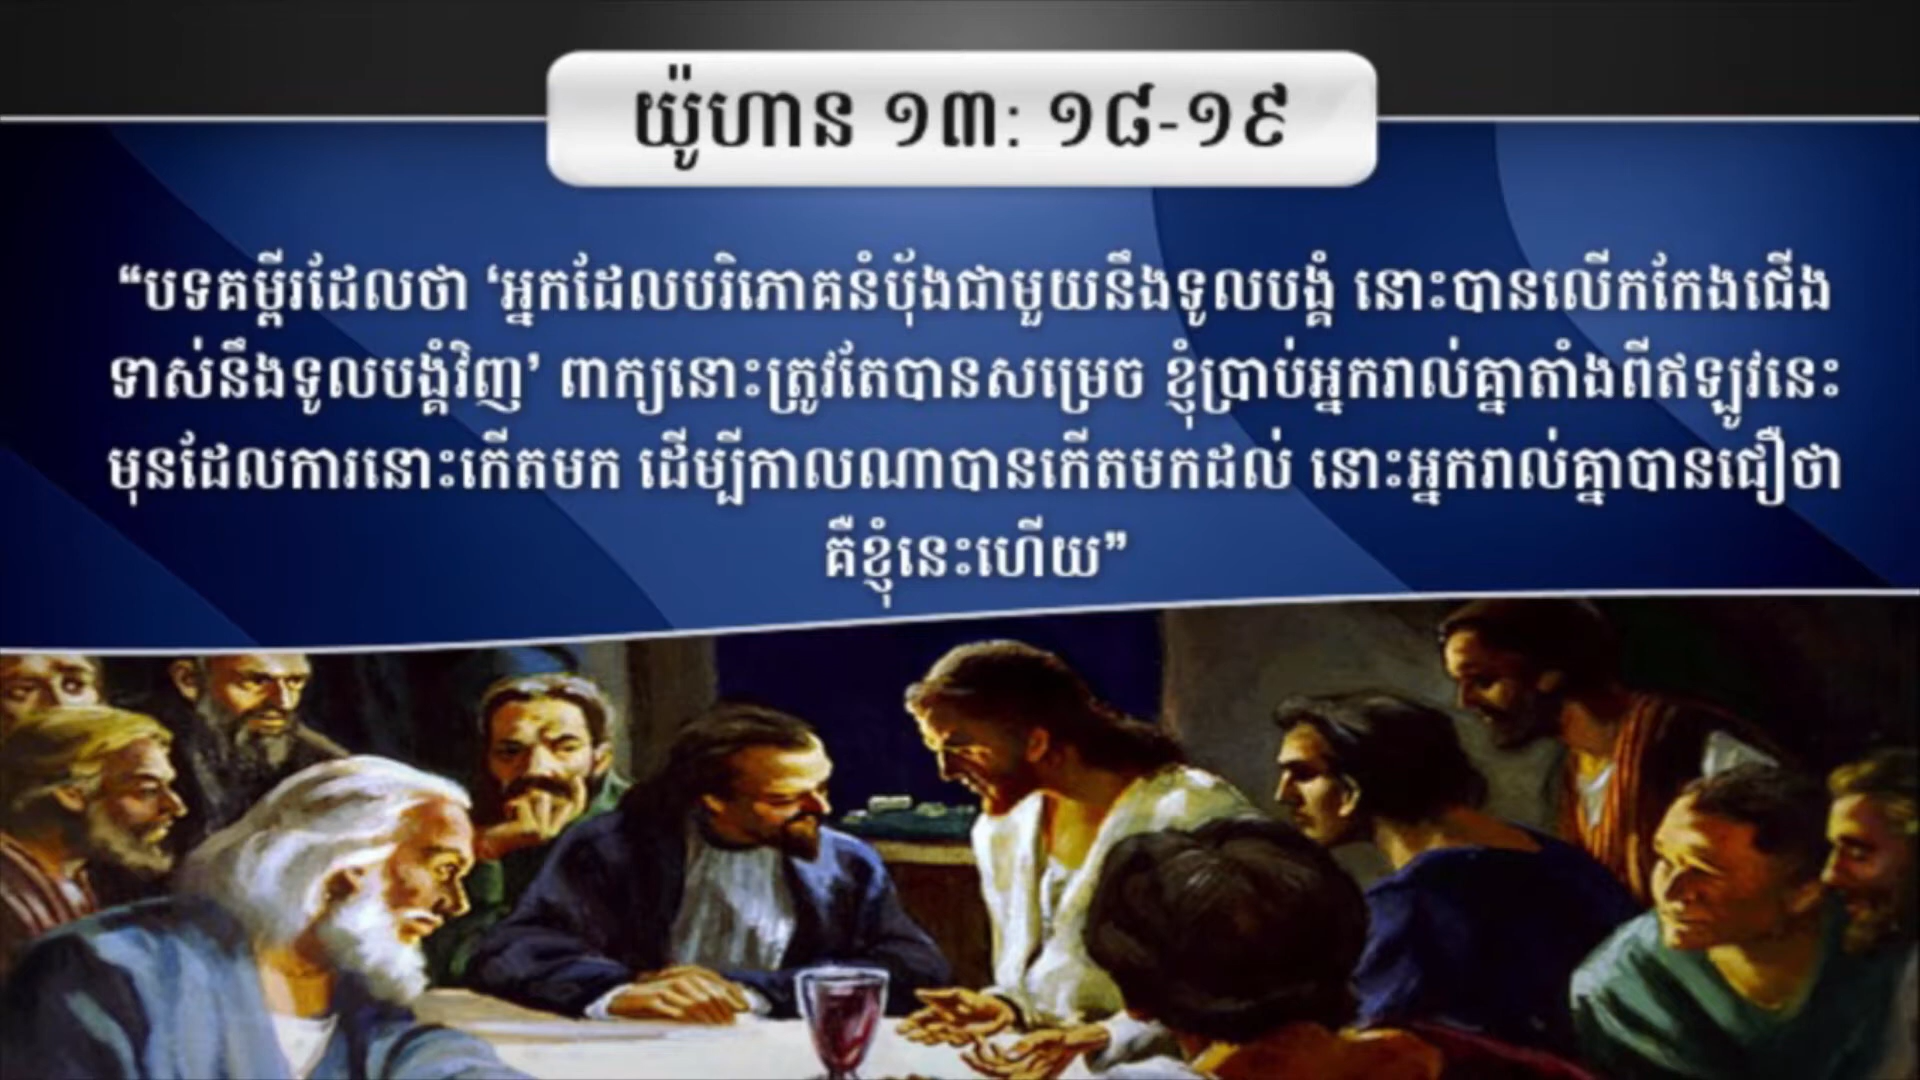 យ៉ូហាន ១៣: ១៨-១៩
“បទគម្ពីរដែលថា ‘អ្នកដែលបរិភោគនំប៉័ងជាមួយនឹងទូលបង្គំ នោះបានលើកកែងជើង
ទាស់នឹងទូលបង្គំវិញ’ ពាក្យនោះត្រូវតែបានសម្រេច ខ្ញុំប្រាប់អ្នករាល់គ្នាតាំងពីឥឡូវនេះ
មុនដែលការនោះកើតមក ដើម្បីកាលណាបានកើតមកដល់ នោះអ្នករាល់គ្នាបានជឿថា
គឺខ្ញុំនេះហើយ”